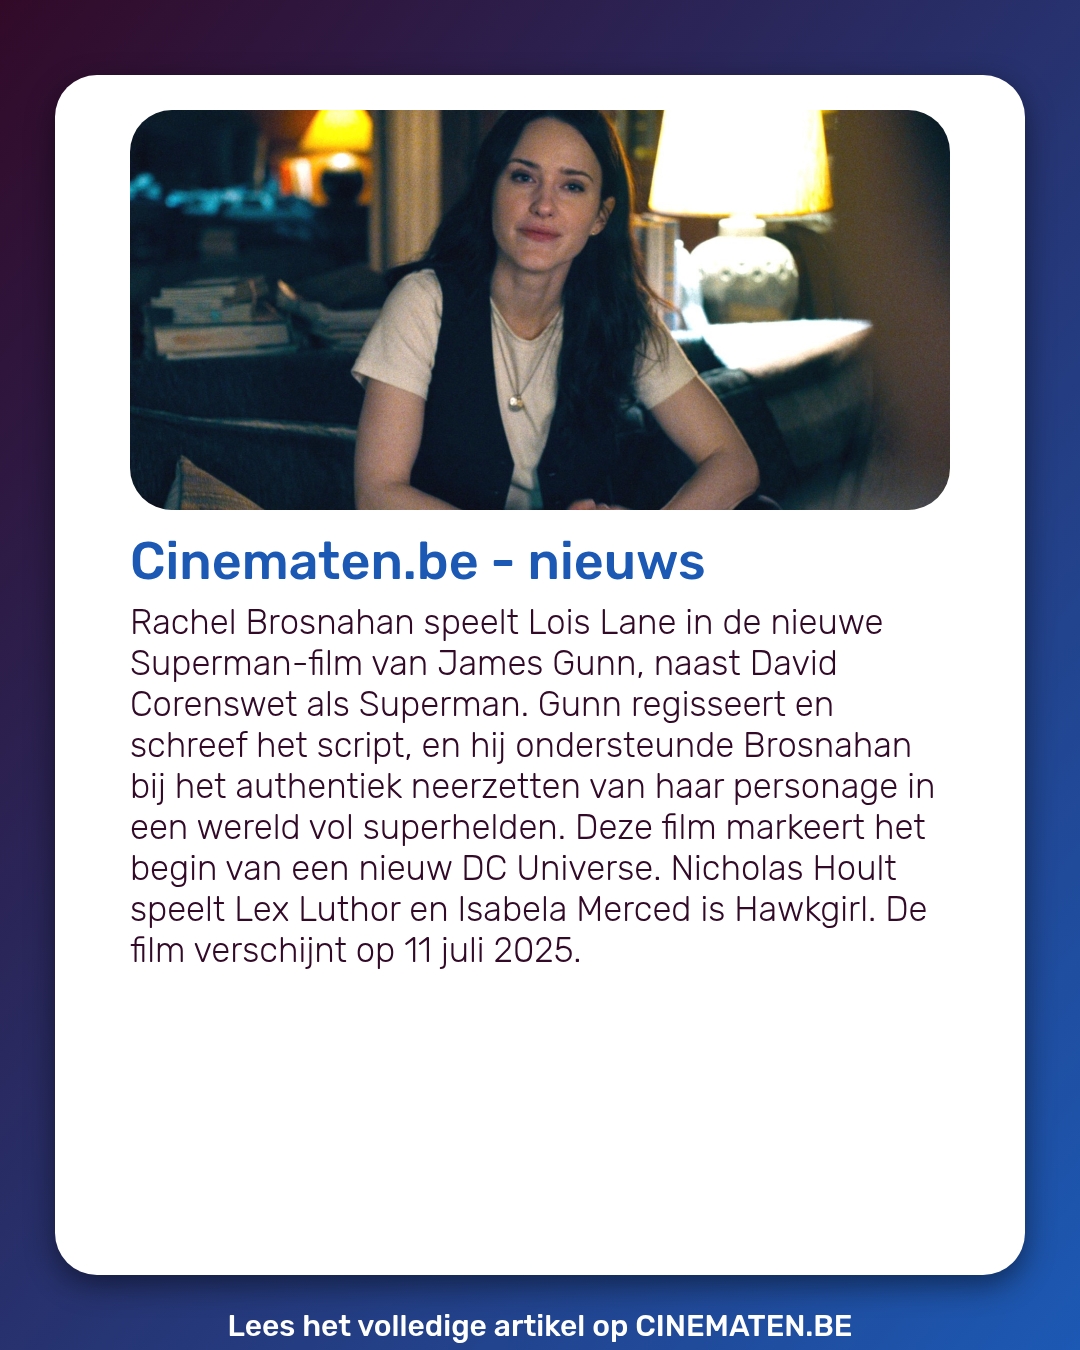 Cinematen.be - nieuws
Rachel Brosnahan speelt Lois Lane in de nieuwe
Superman-film van James Gunn, naast David
Corenswet als Superman. Gunn regisseert en
schreef het script, en hij ondersteunde Brosnahan
bij het authentiek neerzetten van haar personage in
een wereld vol superhelden. Deze film markeert het
begin van een nieuw DC Universe. Nicholas Hoult
speelt Lex Luthor en Isabela Merced is Hawkgirl. De
film verschijnt op 11 juli 2025.
Lees het volledige artikel op CINEMATEN.BE